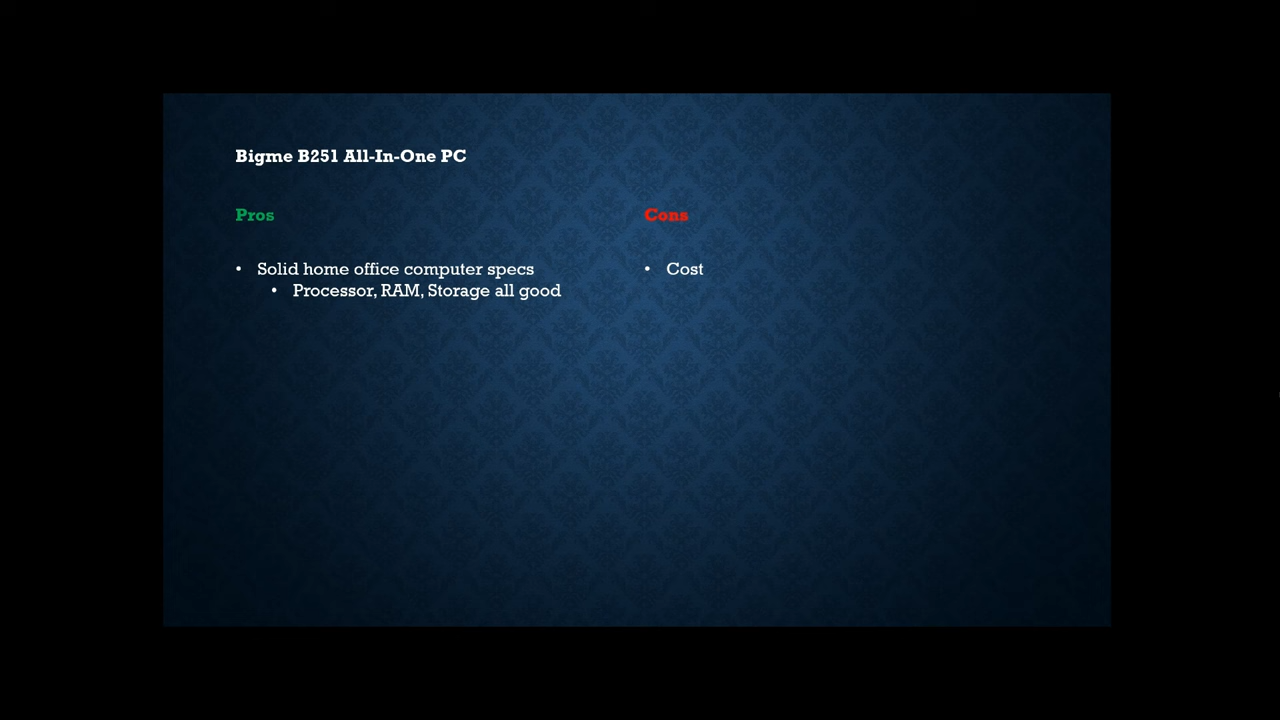 Bigme B251 All-In-One PC
Pros
Cons
• Solid home office computer specs
• Cost
• Processor, RAM, Storage all good